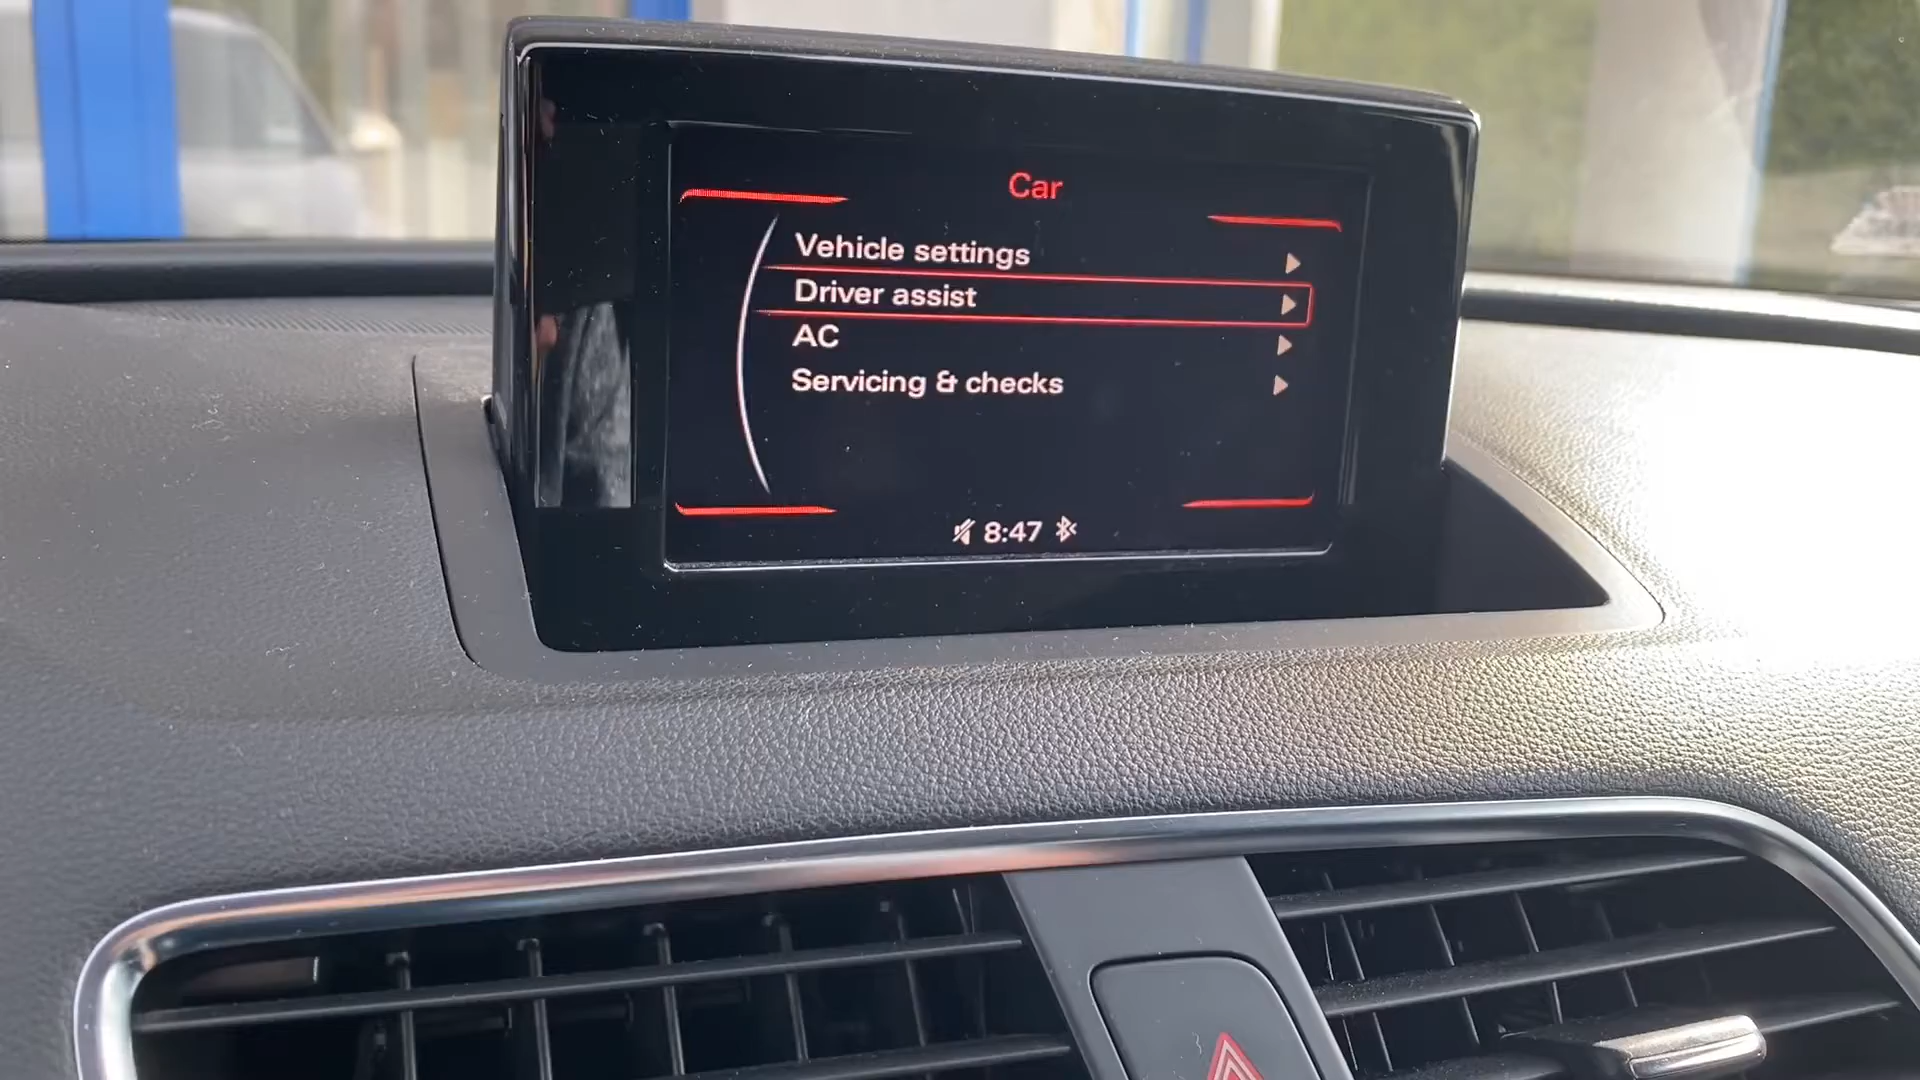 Car
Vehicle settings
Driver assist
AC
Servicing & checks
8:47